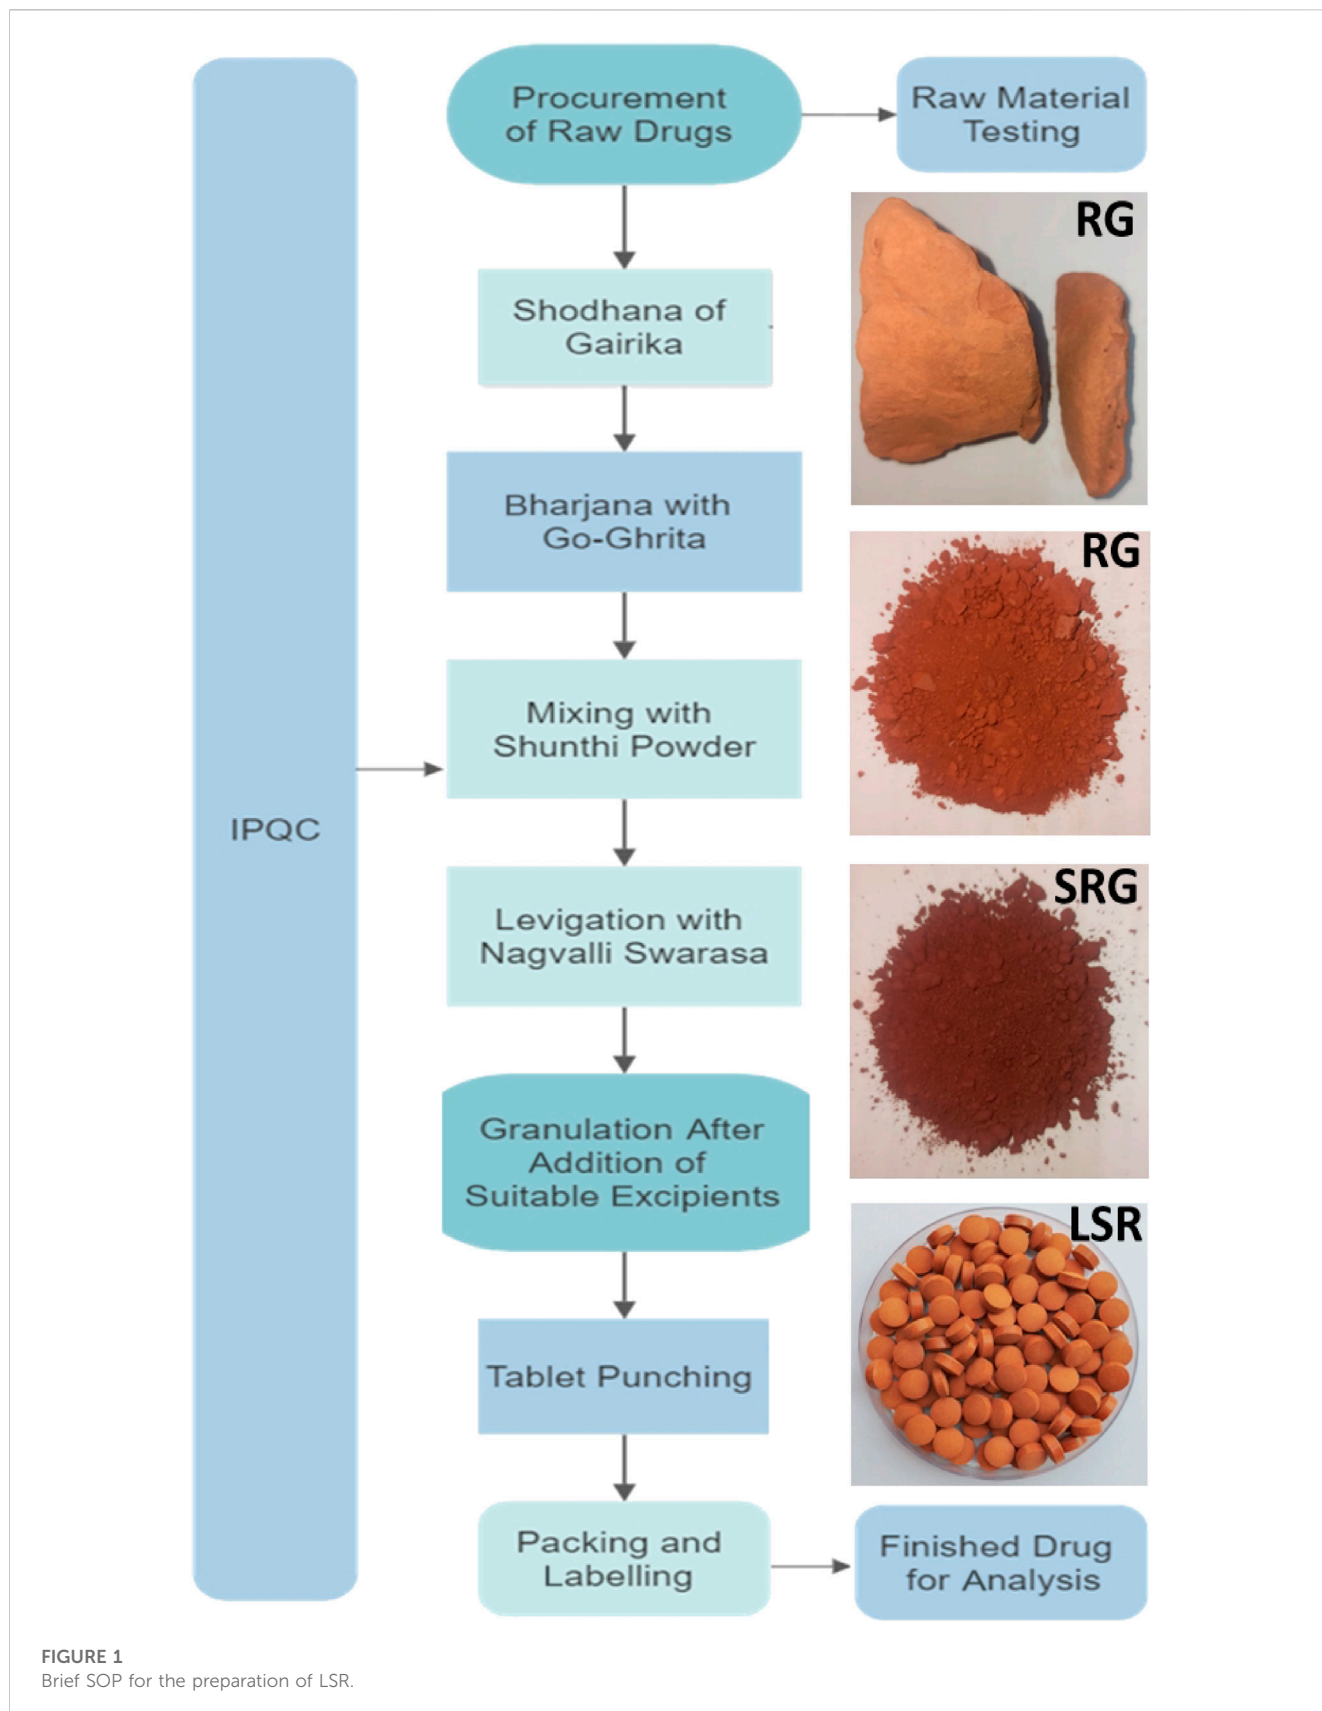 Procurement
of Raw Drugs
Raw Material
Testing
RG
Shodhana of
Gairika
Bharjana with
Go-Ghrita
RG
Mixing with
Shunthi Powder
IPQC
Levigation with
Nagvalli Swarasa
SRG
Granulation After
Addition of
Suitable Excipients
LSR
Tablet Punching
Packing and
Labelling
Finished Drug
for Analysis
FIGURE 1
Brief SOP for the preparation of LSR.